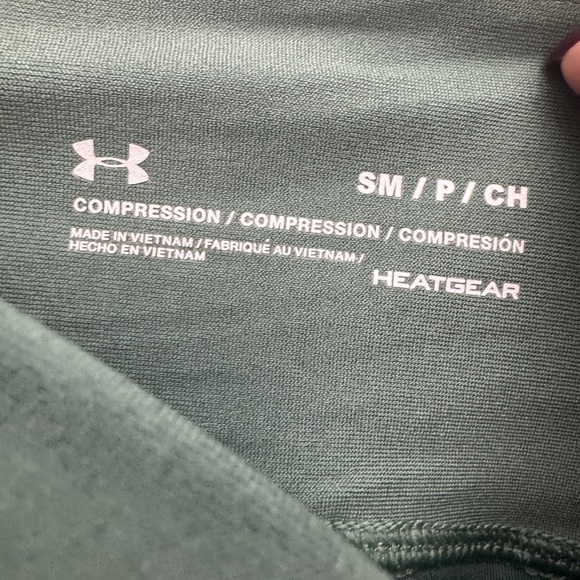 SM / P / CH
COMPRESSION / COMPRESSION / COMPRESIÓN
MADE IN VIETNAM / FABRIQUÉ AU VIETNAM /
HECHO EN VIETNAM
HEATGEAR